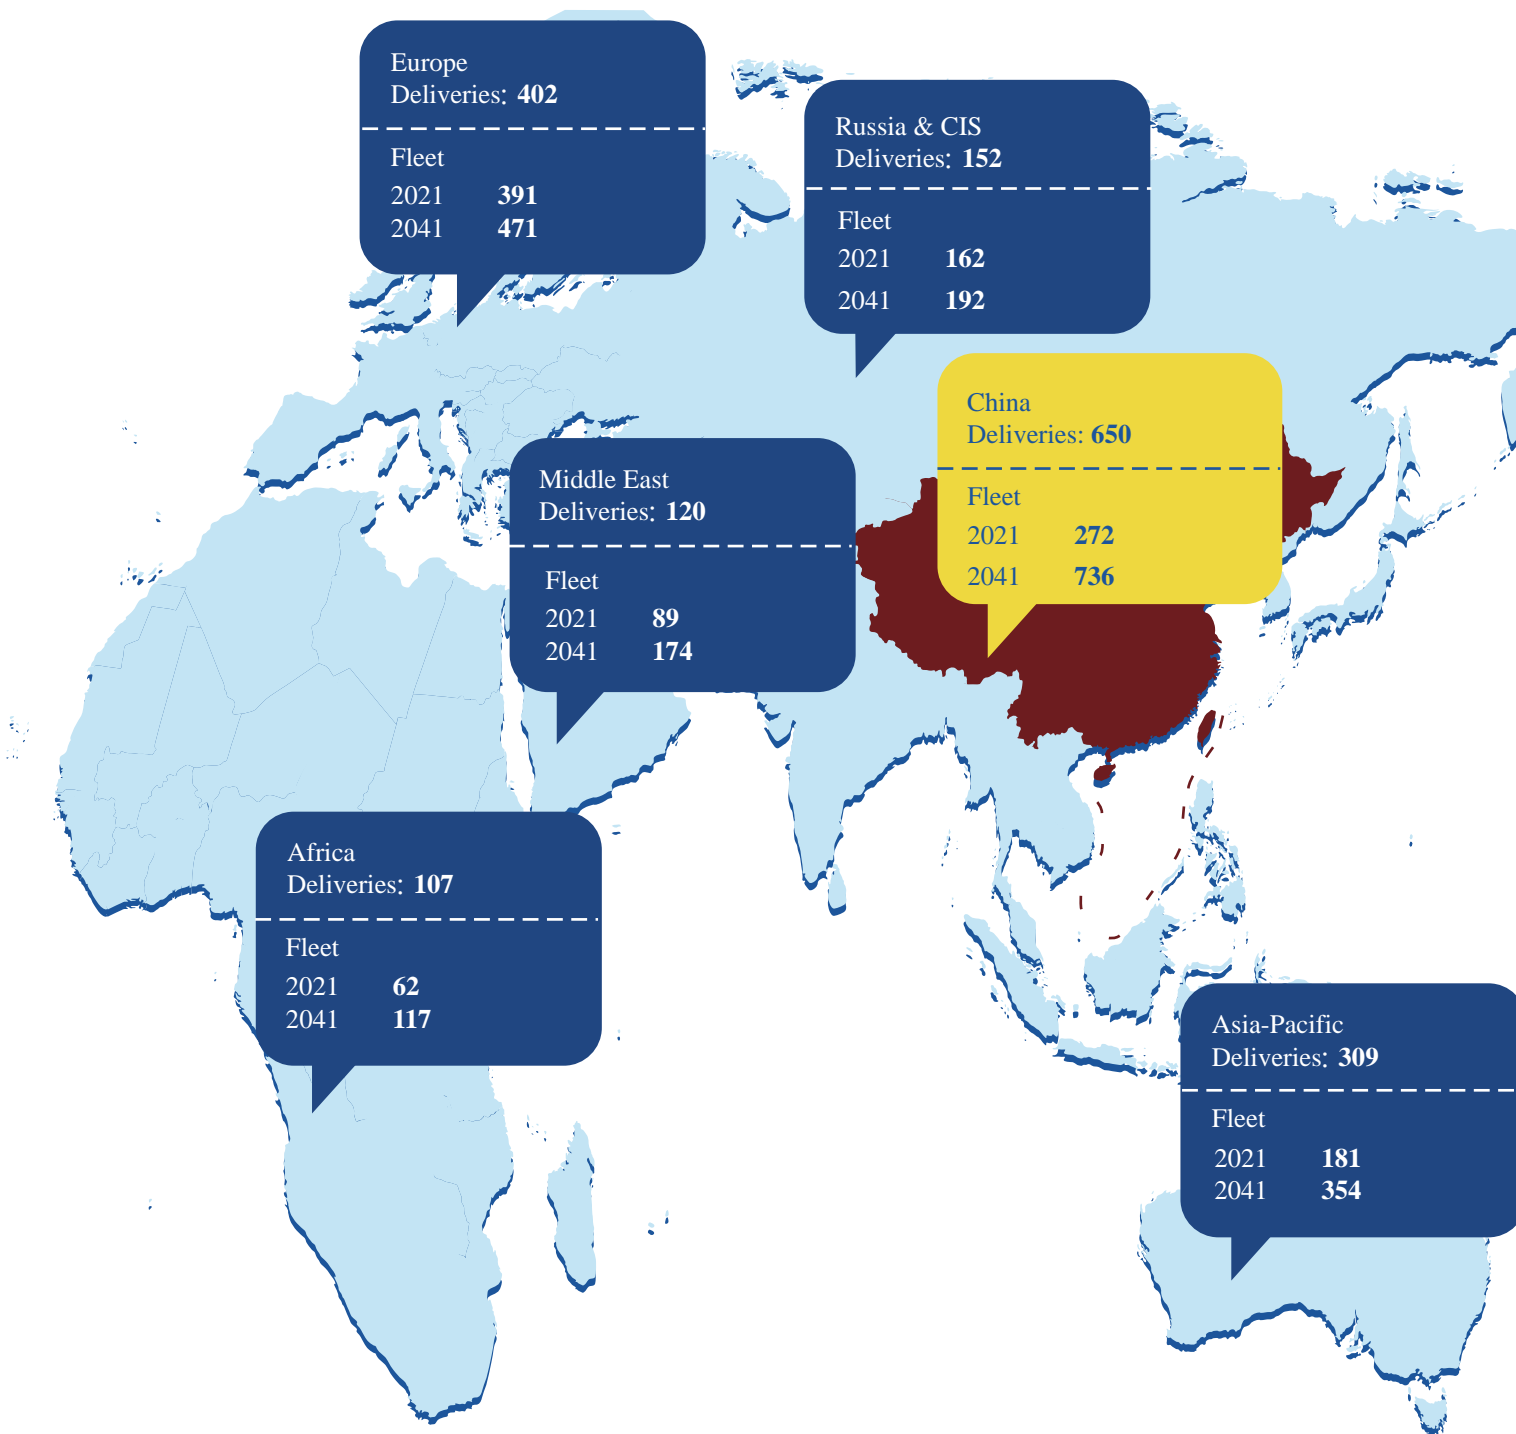 Europe
Deliveries: 402
Fleet
2021 391
2041 471
Russia & CIS
Deliveries: 152
Fleet
2021 162
2041 192
China
Deliveries: 650
Fleet
2021 272
2041 736
Middle East
Deliveries: 120
Fleet
2021 89
2041 174
Africa
Deliveries: 107
Fleet
2021 62
2041 117
Asia-Pacific
Deliveries: 309
Fleet
2021 181
2041 354